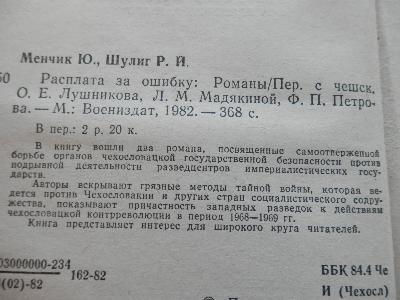 Менчик Ю., Шулиг Р. Й.
50 Расплата за ошибку: Романы/Пер. с чешск.
О. Е. Лушникова, Л. М. Мадякиной, Ф. П. Петро-
ва.— М.: Воениздат, 1982.— 368 с.
В пер.: 2 р. 20 к.
В книгу вошли два романа, посвященные самоотверженной
борьбе органов чехословацкой государственной безопасности против
подрывной деятельности разведцентров империалистических госу-
дарств.
Авторы вскрывают грязные методы тайной войны, которая ве-
дется против Чехословакии и других стран социалистического содру-
жества, показывают причастность западных разведок к действиям
чехословацкой контрреволюции в период 1968—1969 гг.
Книга представляет интерес для широкого круга читателей.
03000000-234
(02)-82 162-82
ББК 84.4 Че
И (Чехосл)